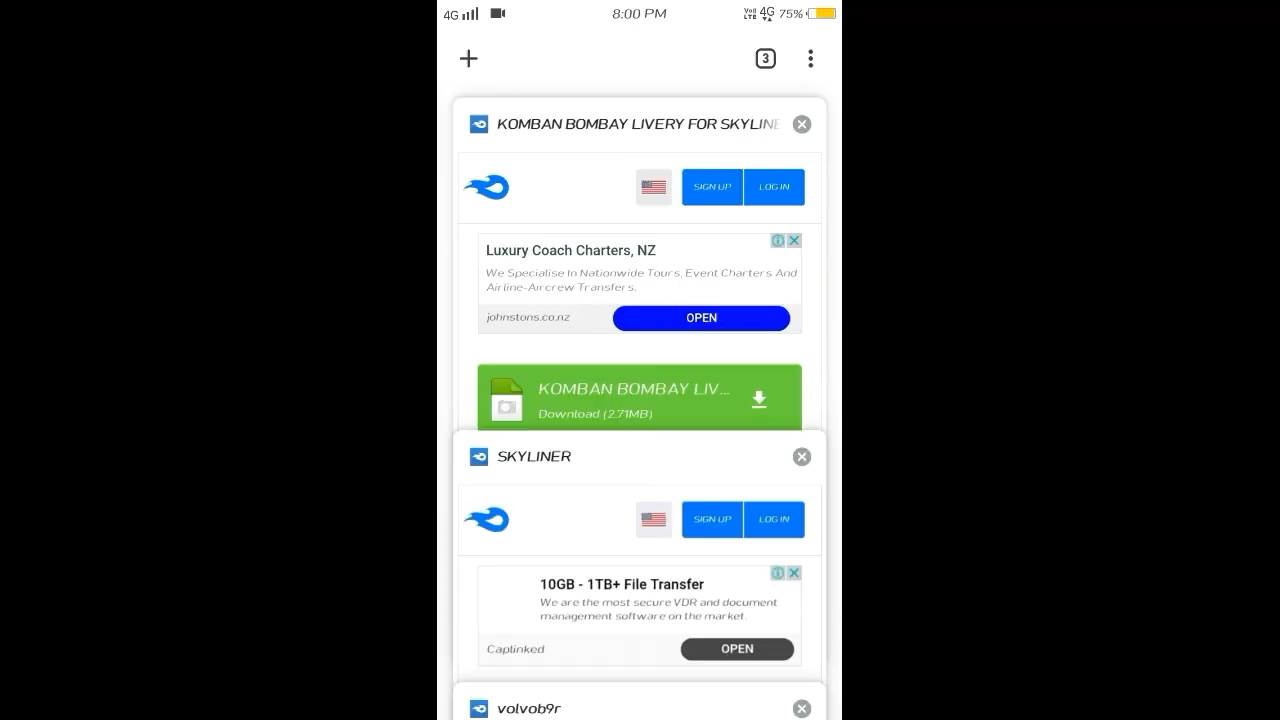 4G 8:00 PM VoI LTE 4G 75%
3
KOMBAN BOMBAY LIVERY FOR SKYLINE
SIGN UP LOG IN
Luxury Coach Charters, NZ
We Specialise In Nationwide Tours, Event Charters And
Airline-Aircrew Transfers.
johnstons.co.nz OPEN
KOMBAN BOMBAY LIV...
Download (2.71MB)
SKYLINER
SIGN UP LOG IN
10GB - 1TB+ File Transfer
We are the most secure VDR and document
management software on the market.
Caplinked OPEN
volvob9r